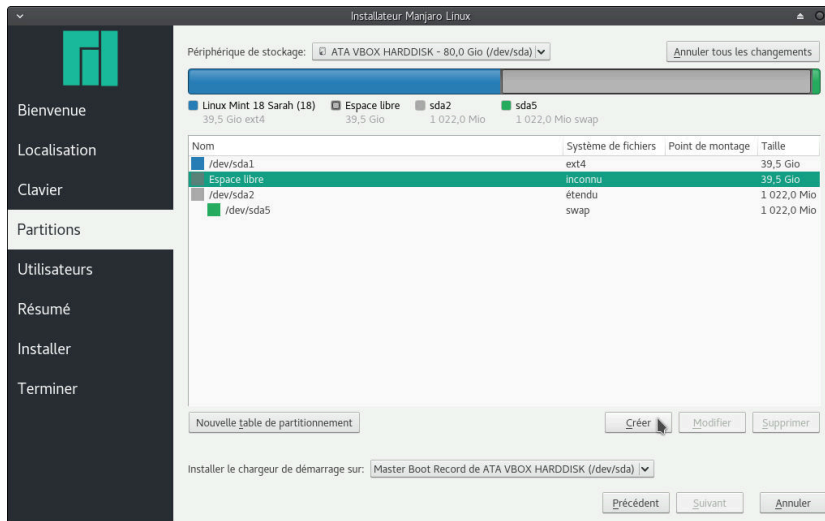 Installateur Manjaro Linux
Périphérique de stockage: ATA VBOX HARDDISK - 80,0 Gio (/dev/sda) Annuler tous les changements
Bienvenue
Localisation
Clavier
Partitions
Utilisateurs
Résumé
Installer
Terminer
Linux Mint 18 Sarah (18) Espace libre sda2 sda5
39,5 Gio ext4 39,5 Gio 1 022,0 Mio 1 022,0 Mio swap
Nom Système de fichiers Point de montage Taille
/dev/sda1 ext4 39,5 Gio
Espace libre inconnu 39,5 Gio
/dev/sda2 étendu 1 022,0 Mio
/dev/sda5 swap 1 022,0 Mio
Nouvelle table de partitionnement Créer Modifier Supprimer
Installer le chargeur de démarrage sur: Master Boot Record de ATA VBOX HARDDISK (/dev/sda)
Précédent Suivant Annuler